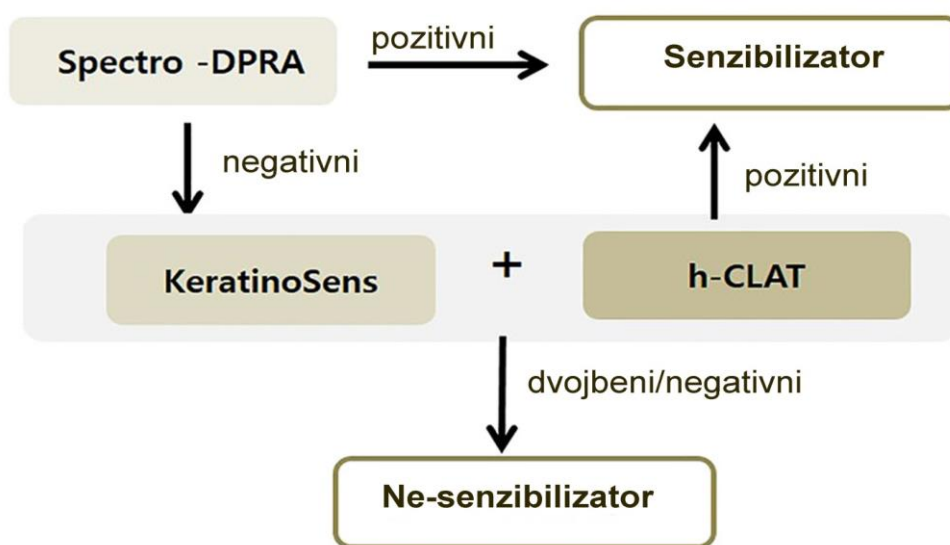 Spectro -DPRA
pozitivni
Senzibilizator
negativni
pozitivni
KeratinoSens
+
h-CLAT
dvojbeni/negativni
Ne-senzibilizator